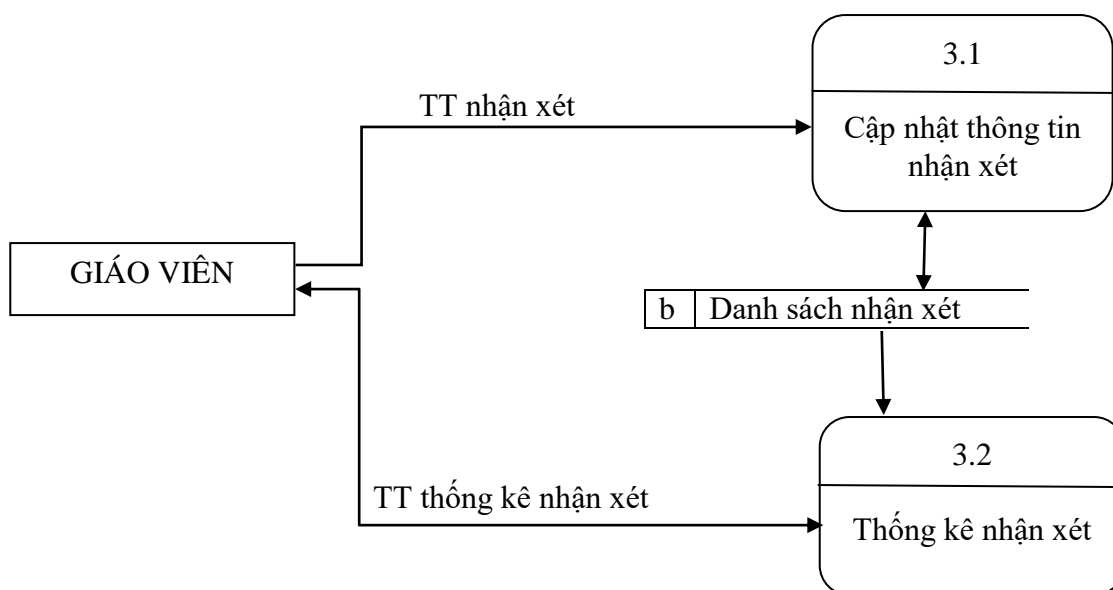 3.1
TT nhận xét
Cập nhật thông tin
nhận xét
GIÁO VIÊN
b Danh sách nhận xét
3.2
TT thống kê nhận xét
Thống kê nhận xét